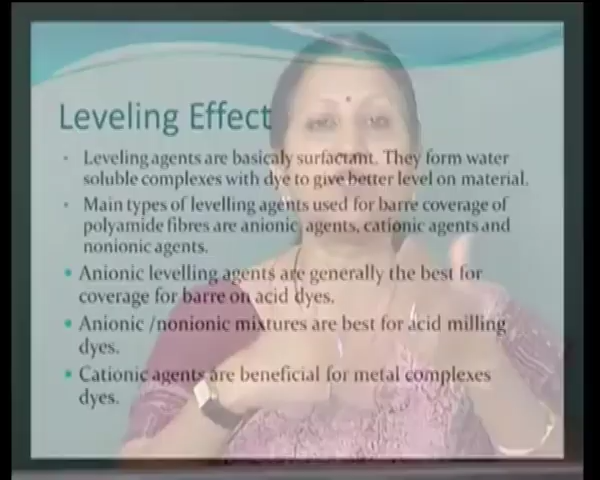 Leveling Effect
Leveling agents are basicaly surfactant. They form water
soluble complexes with dye to give better level on material.
Main types of levelling agents used for barre coverage of
polyamide fibres are anionic agents, cationic agents and
nonionic agents.
Anionic levelling agents are generally the best for
coverage for barre on acid dyes.
Anionic /nonionic mixtures are best for acid milling
dyes.
Cationic agents are beneficial for metal complexes
dyes.